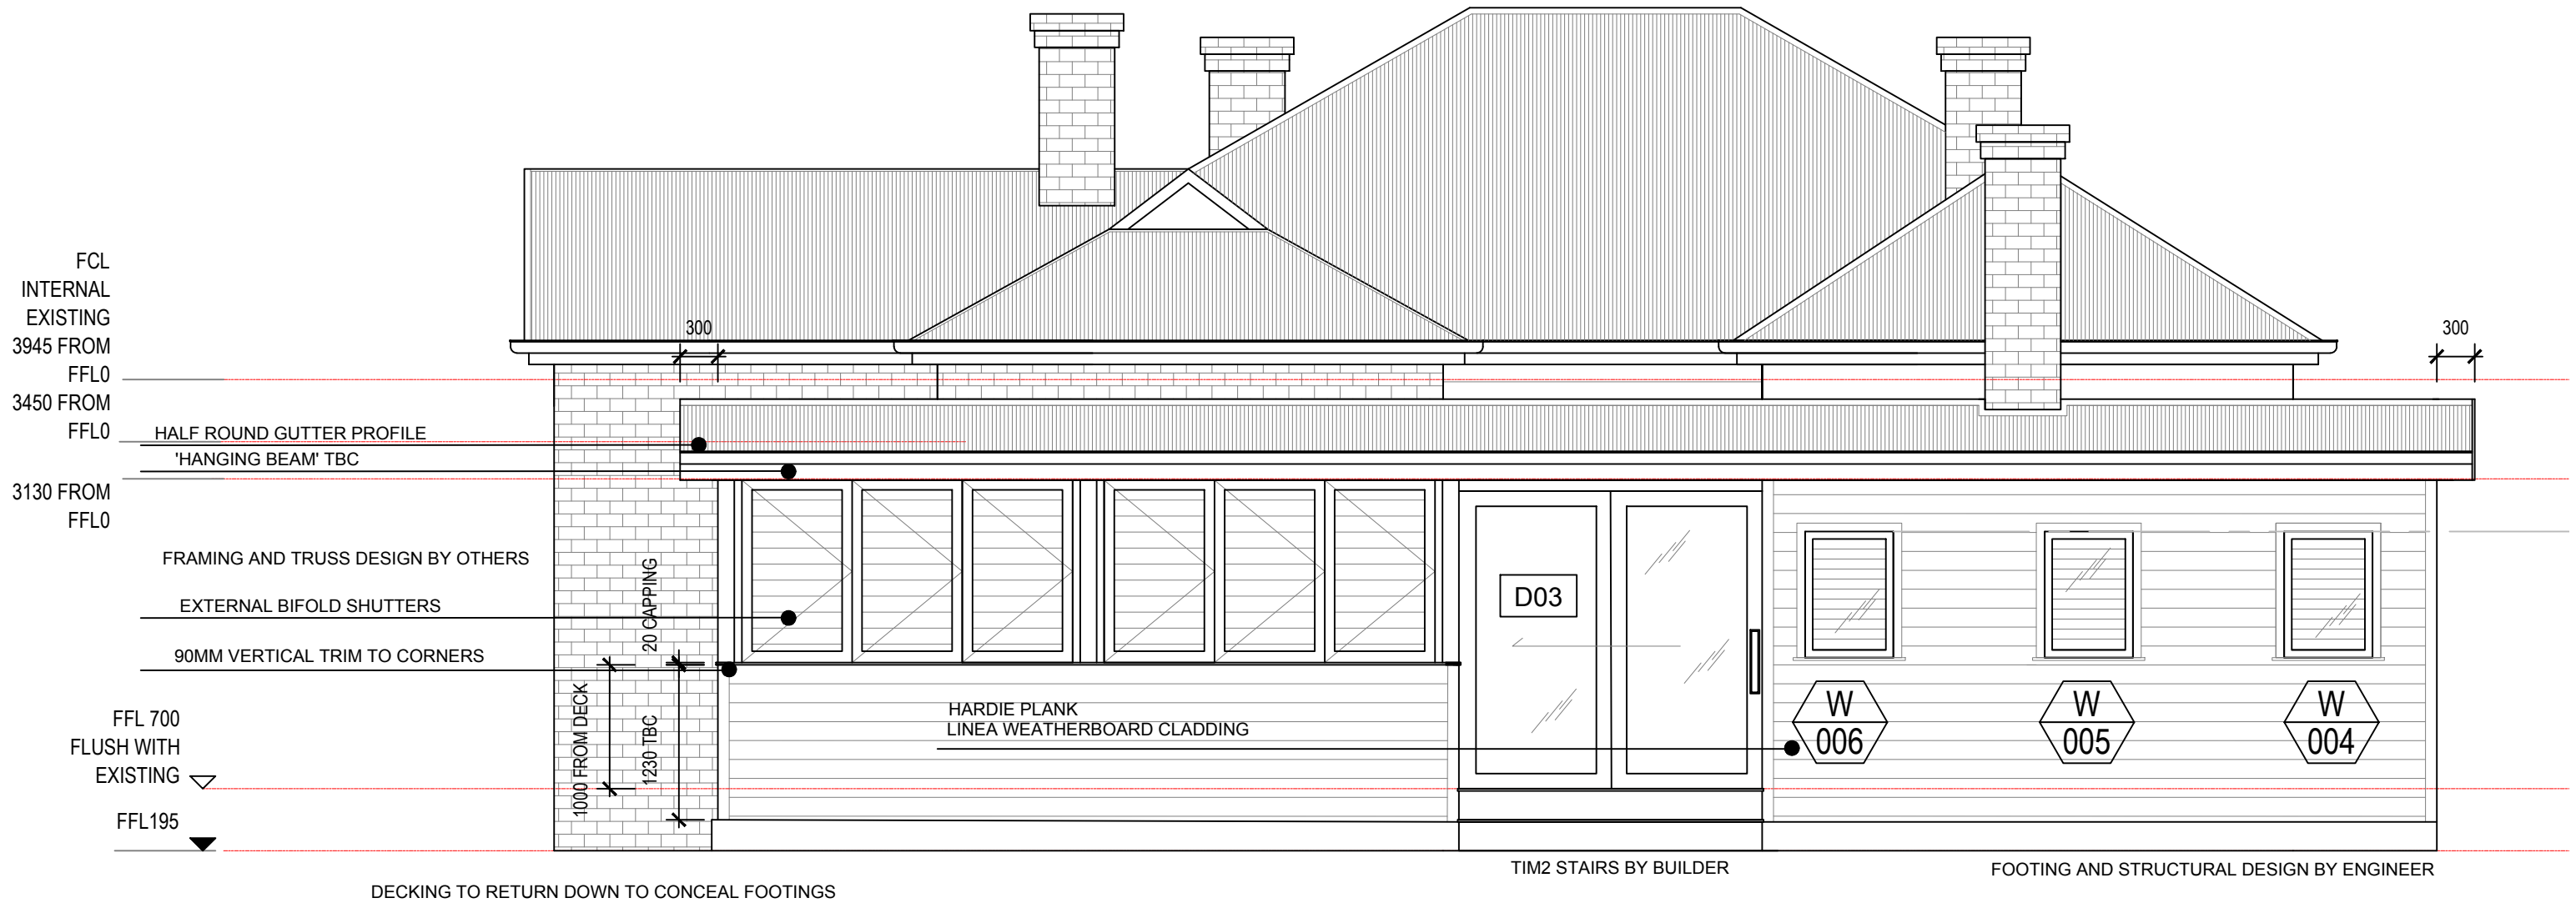 FCL
INTERNAL
EXISTING
3945 FROM
FFL0
3450 FROM
FFL0
HALF ROUND GUTTER PROFILE
'HANGING BEAM' TBC
3130 FROM
FFL0
FRAMING AND TRUSS DESIGN BY OTHERS
EXTERNAL BIFOLD SHUTTERS
90MM VERTICAL TRIM TO CORNERS
FFL 700
FLUSH WITH
EXISTING
FFL195
300
300
20 CAPPING
1000 FROM DECK
1230 TBC
D03
HARDIE PLANK
LINEA WEATHERBOARD CLADDING
W
006
W
005
W
004
TIM2 STAIRS BY BUILDER
FOOTING AND STRUCTURAL DESIGN BY ENGINEER
DECKING TO RETURN DOWN TO CONCEAL FOOTINGS